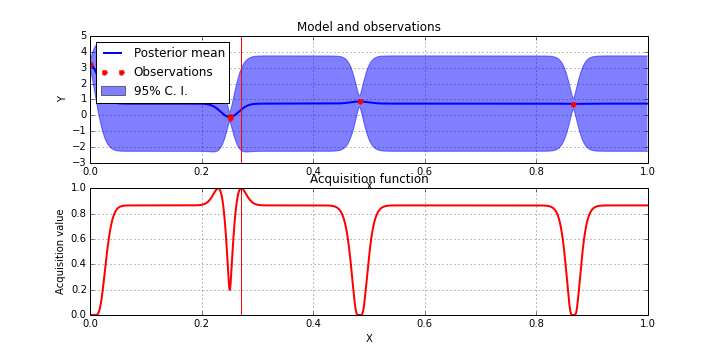 Model and observations
5
4
3
2
1
0
−1
−2
−3
Y
Posterior mean
Observations
95% C. I.
0.0 0.2 0.4 0.6 0.8 1.0
X
Acquisition function
1.0
0.8
0.6
0.4
0.2
0.0
Acquisition value
0.0 0.2 0.4 0.6 0.8 1.0
X